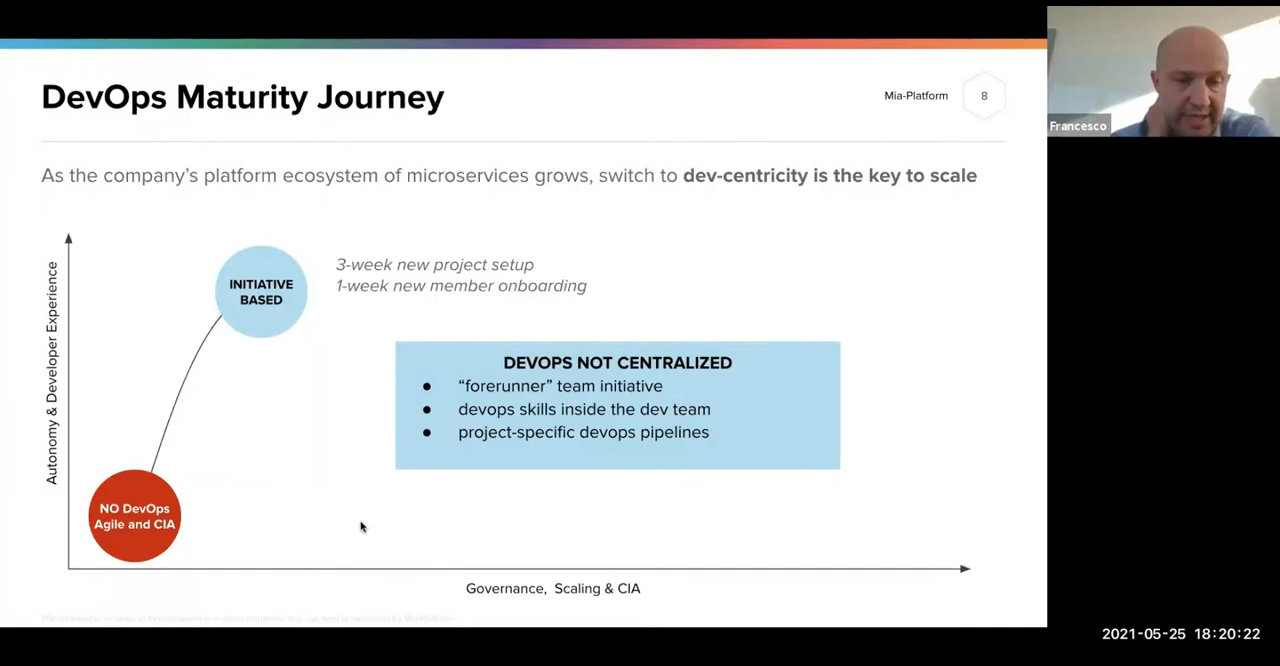 DevOps Maturity Journey
Mia-Platform
8
As the company’s platform ecosystem of microservices grows, switch to dev-centricity is the key to scale
Autonomy & Developer Experience
INITIATIVE
BASED
3-week new project setup
1-week new member onboarding
DEVOPS NOT CENTRALIZED
● “forerunner” team initiative
● devops skills inside the dev team
● project-specific devops pipelines
NO DevOps
Agile and CIA
Governance, Scaling & CIA
Francesco
2021-05-25 18:20:22